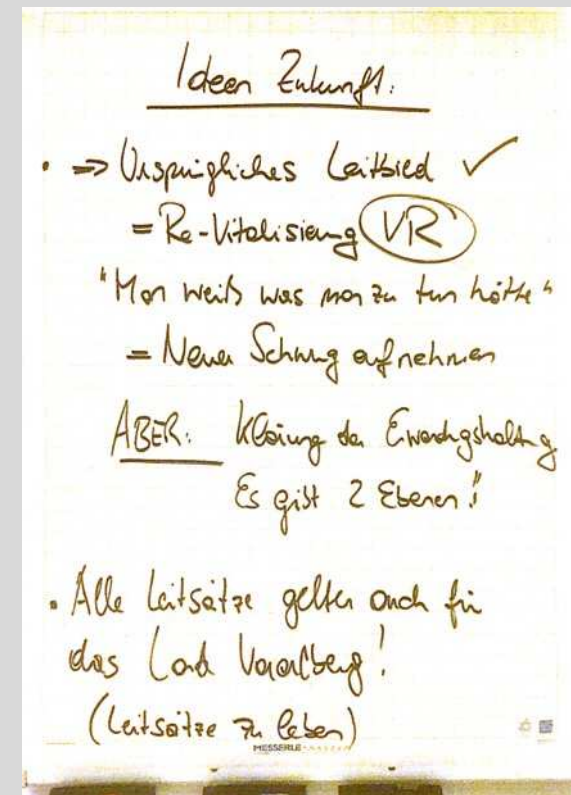 Ideen Zukunft:
• => Ursprüngliches Leitbild ✓
= Re-Vitalisierung VR
"Man weiß was man zu tun hätte"
= Neuen Schwung aufnehmen
ABER: Klärung der Erwartungshaltung
Es gibt 2 Ebenen!!
• Alle Leitsätze gelten auch für
das Land Vorarlberg!
(Leitsätze zu leben)
MESSERLE